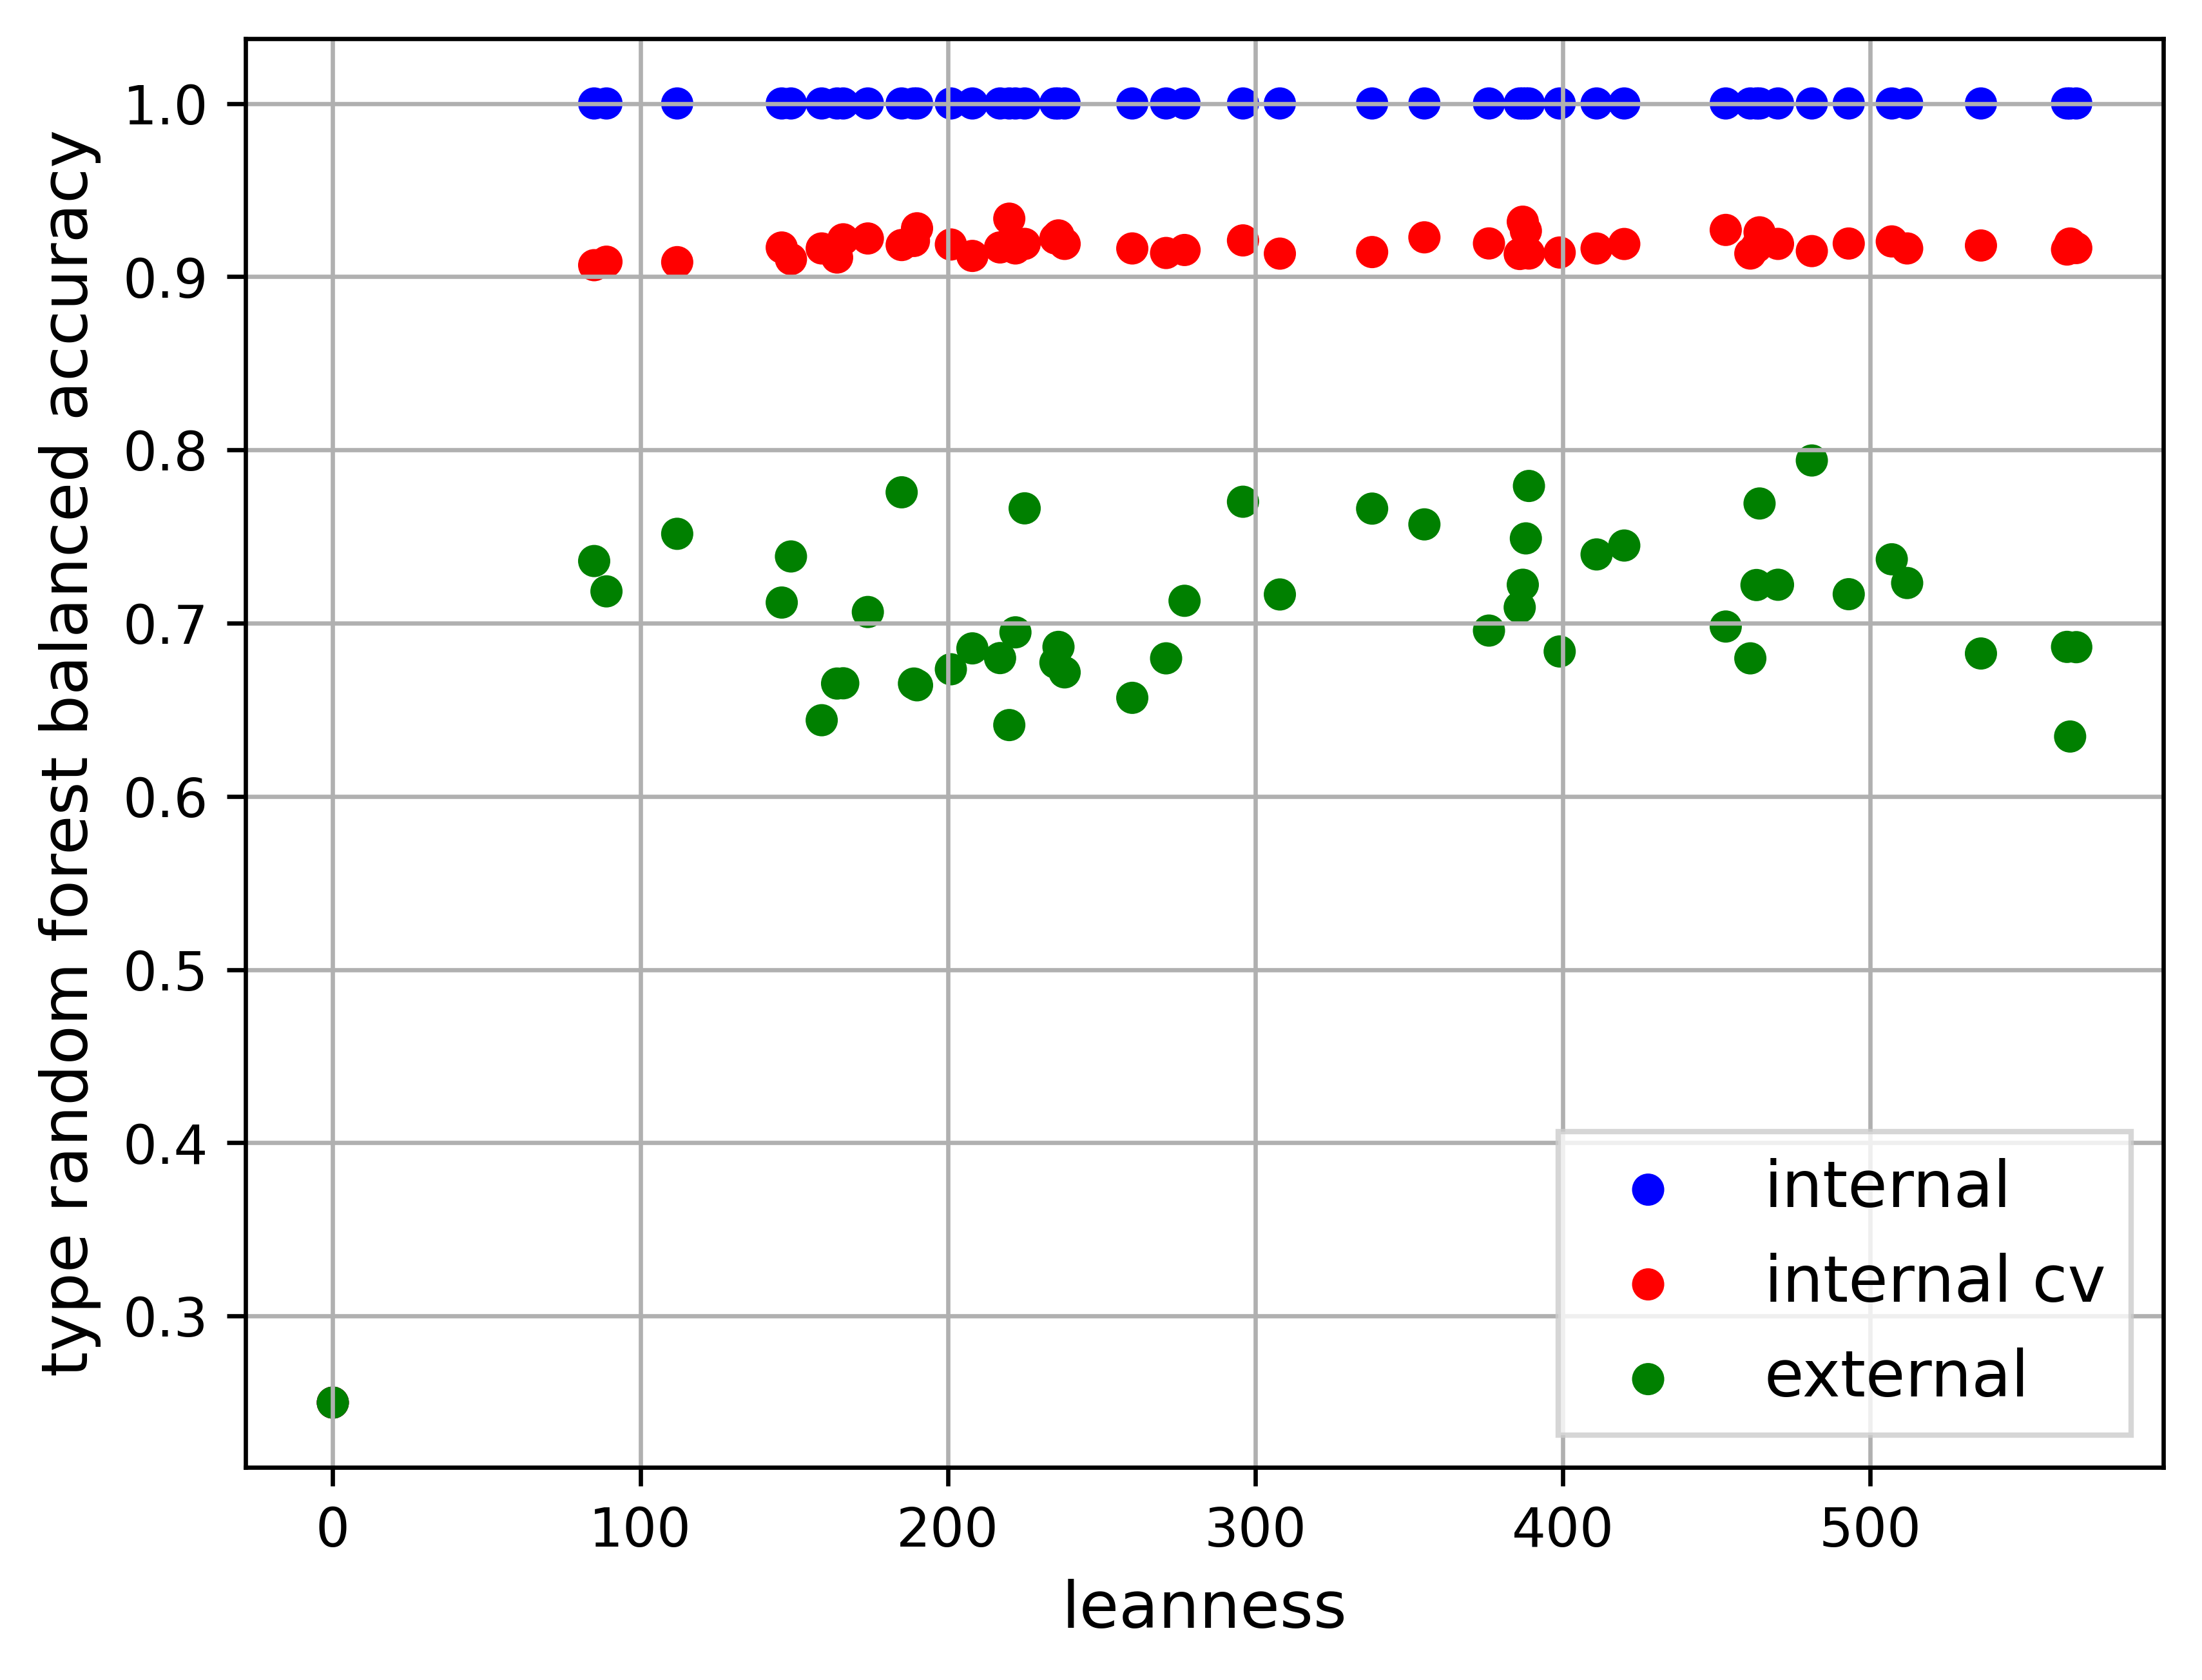 type random forest balanced accuracy
1.0
0.9
0.8
0.7
0.6
0.5
0.4
0.3
0 100 200 300 400 500
leanness
internal
internal cv
external